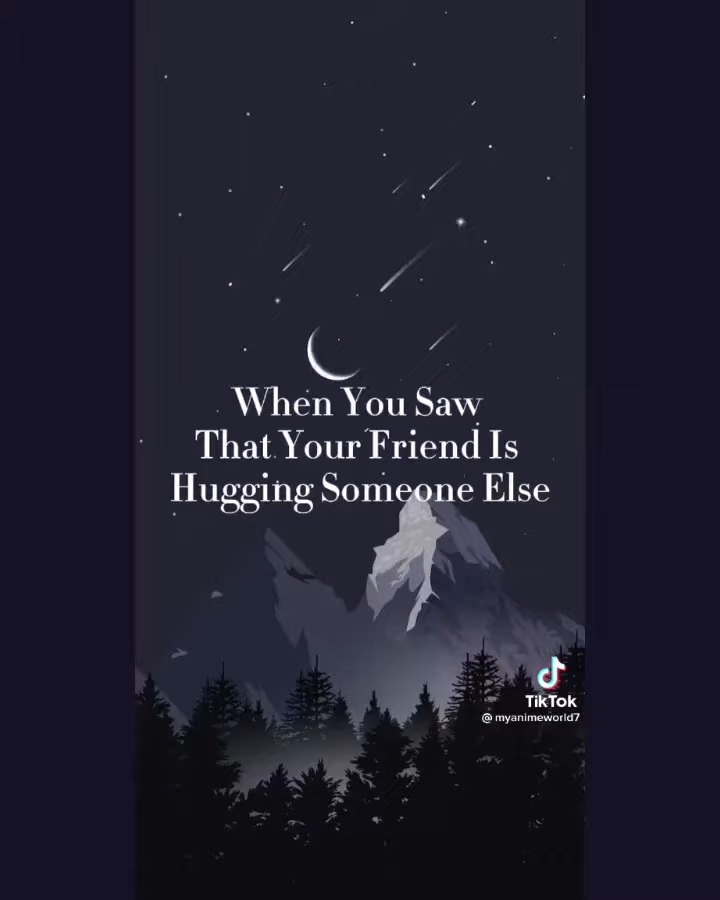 When You Saw
That Your Friend Is
Hugging Someone Else
TikTok
@myanimeworld7